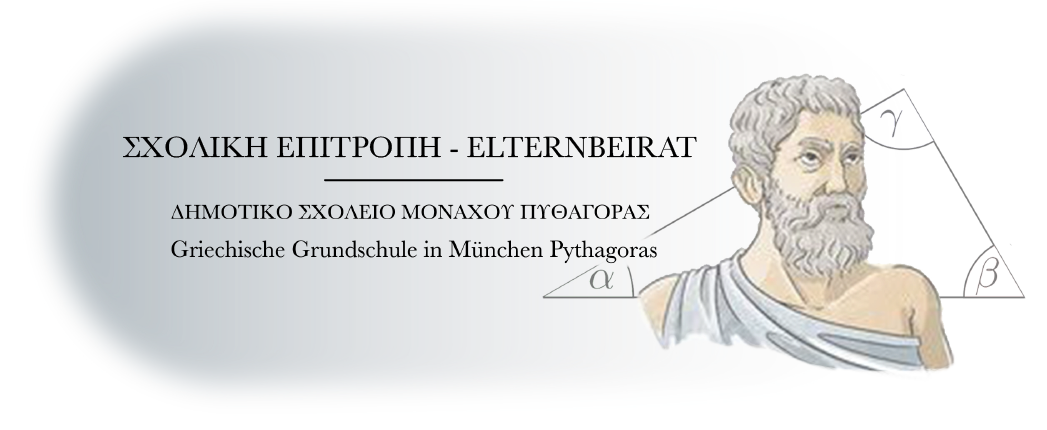 ΣΧΟΛΙΚΗ ΕΠΙΤΡΟΠΗ - ELTERNBEIRAT
ΔΗΜΟΤΙΚΟ ΣΧΟΛΕΙΟ ΜΟΝΑΧΟΥ ΠΥΘΑΓΟΡΑΣ
Griechische Grundschule in München Pythagoras
γ
α
β